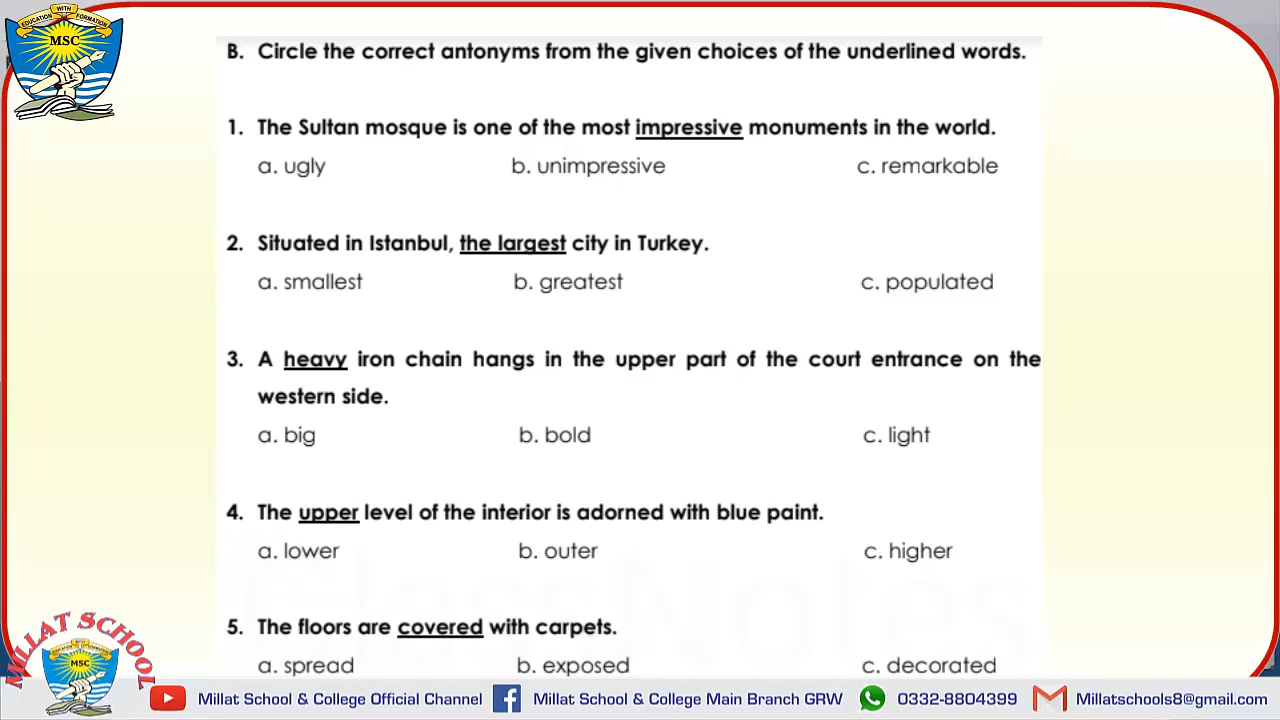 EDUCATION WITH FORMATION
MSC
B. Circle the correct antonyms from the given choices of the underlined words.
1. The Sultan mosque is one of the most impressive monuments in the world.
a. ugly b. unimpressive c. remarkable
2. Situated in Istanbul, the largest city in Turkey.
a. smallest b. greatest c. populated
3. A heavy iron chain hangs in the upper part of the court entrance on the
western side.
a. big b. bold c. light
4. The upper level of the interior is adorned with blue paint.
a. lower b. outer c. higher
ClassNotes
5. The floors are covered with carpets.
a. spread b. exposed c. decorated
MILLAT SCHOOL
MSC
Millat School & College Official Channel Millat School & College Main Branch GRW 0332-8804399 Millatschools8@gmail.com